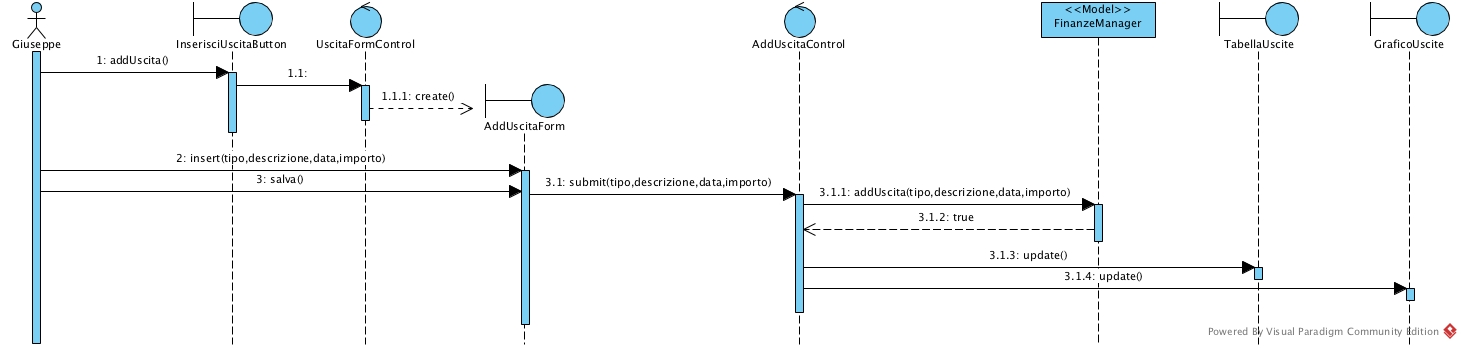 <<Model>>
FinanzeManager
Giuseppe
InserisciUscitaButton
UscitaFormControl
AddUscitaControl
TabellaUscite
GraficoUscite
1: addUscita()
1.1:
1.1.1: create()
AddUscitaForm
2: insert(tipo,descrizione,data,importo)
3: salva()
3.1: submit(tipo,descrizione,data,importo)
3.1.1: addUscita(tipo,descrizione,data,importo)
3.1.2: true
3.1.3: update()
3.1.4: update()
Powered By Visual Paradigm Community Edition